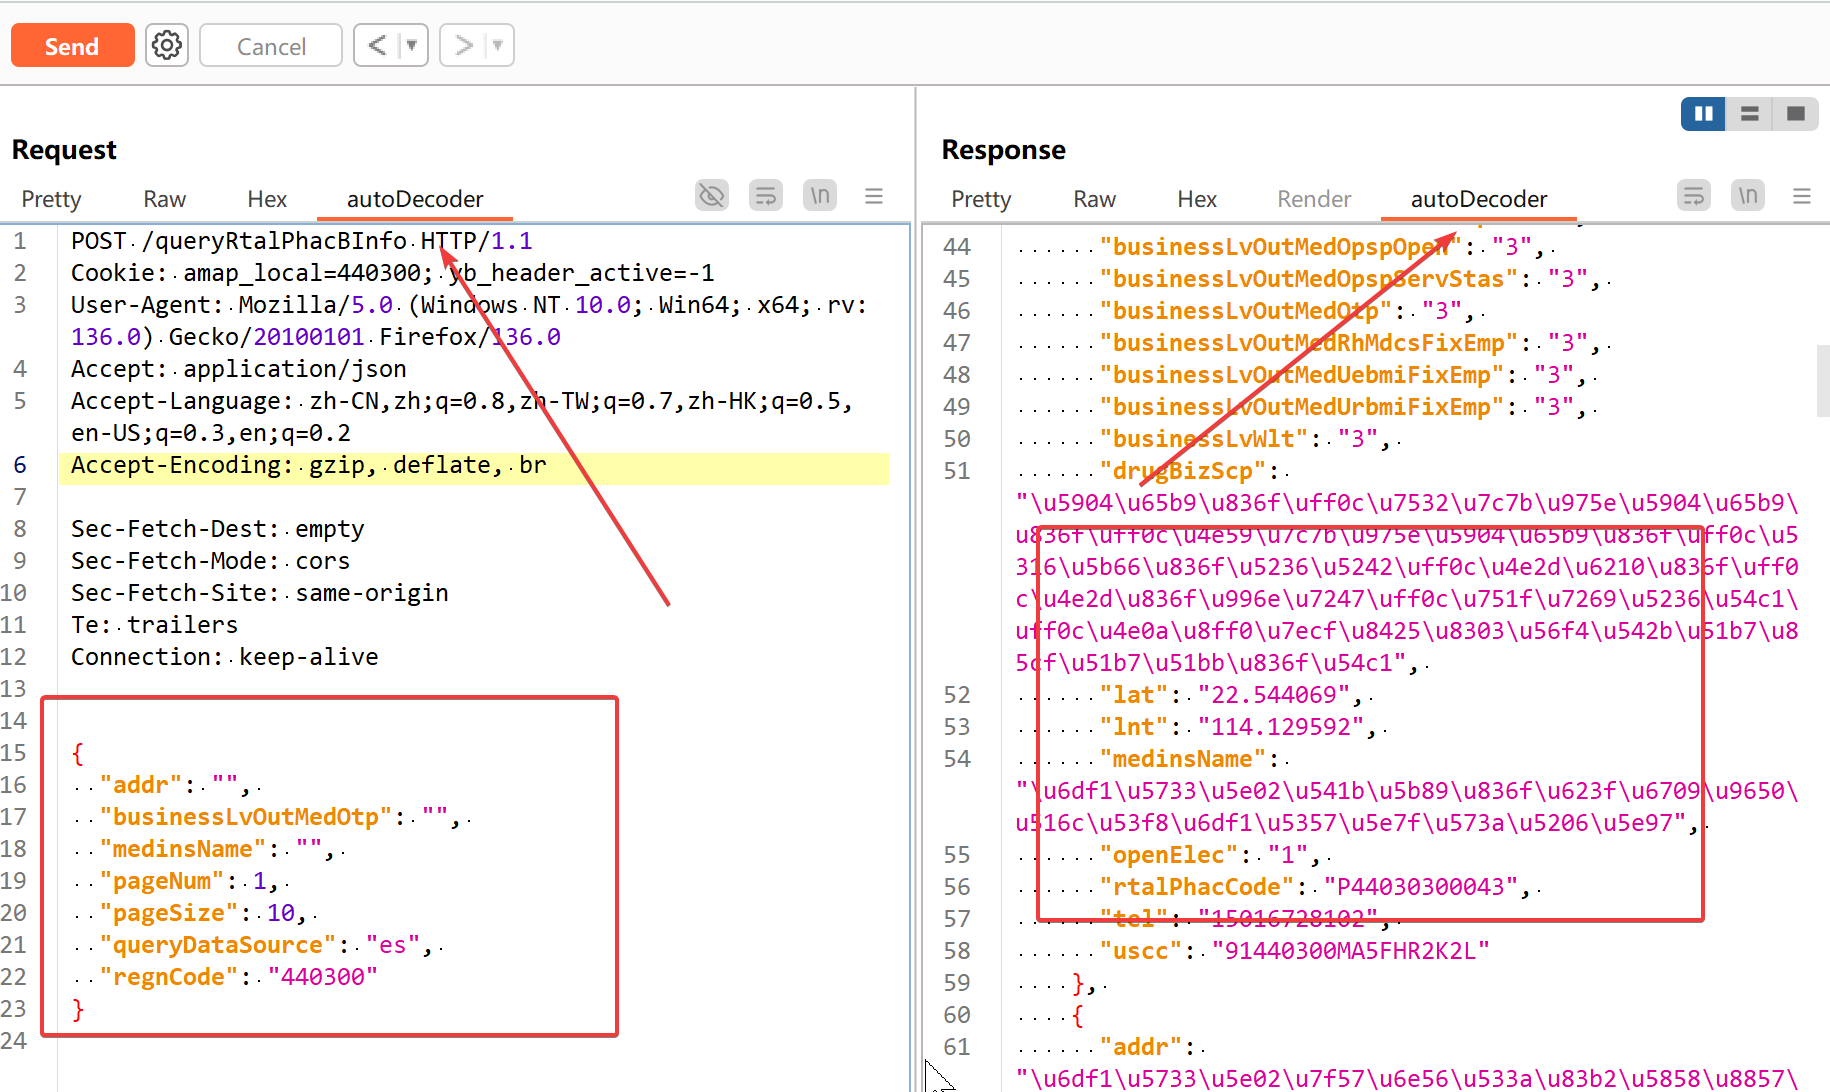 Send
Cancel
Request
Pretty Raw Hex autoDecoder \n
1 POST /queryRtalPhacBInfo HTTP/1.1
2 Cookie: amap_local=440300; yb_header_active=-1
3 User-Agent: Mozilla/5.0 (Windows NT 10.0; Win64; x64; rv:
136.0) Gecko/20100101 Firefox/136.0
4 Accept: application/json
5 Accept-Language: zh-CN,zh;q=0.8,zh-TW;q=0.7,zh-HK;q=0.5,
en-US;q=0.3,en;q=0.2
6 Accept-Encoding: gzip, deflate, br
7
8 Sec-Fetch-Dest: empty
9 Sec-Fetch-Mode: cors
10 Sec-Fetch-Site: same-origin
11 Te: trailers
12 Connection: keep-alive
13
14
15 {
16 "addr": "",
17 "businessLvOutMedOtp": "",
18 "medinsName": "",
19 "pageNum": 1,
20 "pageSize": 10,
21 "queryDataSource": "es",
22 "regnCode": "440300"
23 }
24
Response
Pretty Raw Hex Render autoDecoder \n
44 "businessLvOutMedOpspOpen": "3",
45 "businessLvOutMedOpspServStas": "3",
46 "businessLvOutMedOtp": "3",
47 "businessLvOutMedRhMdcsFixEmp": "3",
48 "businessLvOutMedUebmiFixEmp": "3",
49 "businessLvOutMedUrbmiFixEmp": "3",
50 "businessLvWlt": "3",
51 "drugBizScp":
"\u5904\u65b9\u836f\uff0c\u7532\u7c7b\u975e\u5904\u65b9\
u836f\uff0c\u4e59\u7c7b\u975e\u5904\u65b9\u836f\uff0c\u5
316\u5b66\u836f\u5236\u5242\uff0c\u4e2d\u6210\u836f\uff0
c\u4e2d\u836f\u996e\u7247\uff0c\u751f\u7269\u5236\u54c1\
uff0c\u4e0a\u8ff0\u7ecf\u8425\u8303\u56f4\u542b\u51b7\u8
5cf\u51b7\u51bb\u836f\u54c1",
52 "lat": "22.544069",
53 "lnt": "114.129592",
54 "medinsName":
"\u6df1\u5733\u5e02\u541b\u5b89\u836f\u623f\u6709\u9650\
u516c\u53f8\u6df1\u5357\u5e7f\u573a\u5206\u5e97",
55 "openElec": "1",
56 "rtalPhacCode": "P44030300043",
57 "tel": "15016728102",
58 "uscc": "91440300MA5FHR2K2L"
59 },
60 {
61 "addr":
"\u6df1\u5733\u5e02\u7f57\u6e56\u533a\u83b2\u5858\u8857\